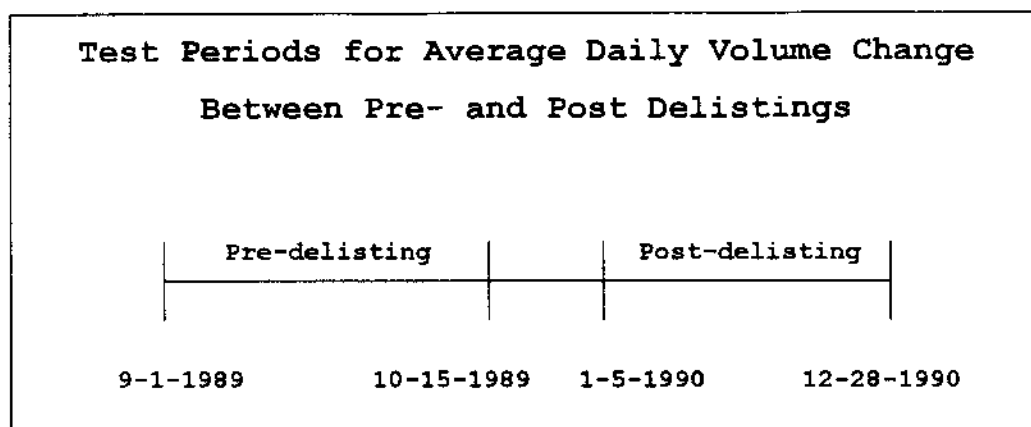 Test Periods for Average Daily Volume Change
Between Pre- and Post Delistings
Pre-delisting Post-delisting
9-1-1989 10-15-1989 1-5-1990 12-28-1990